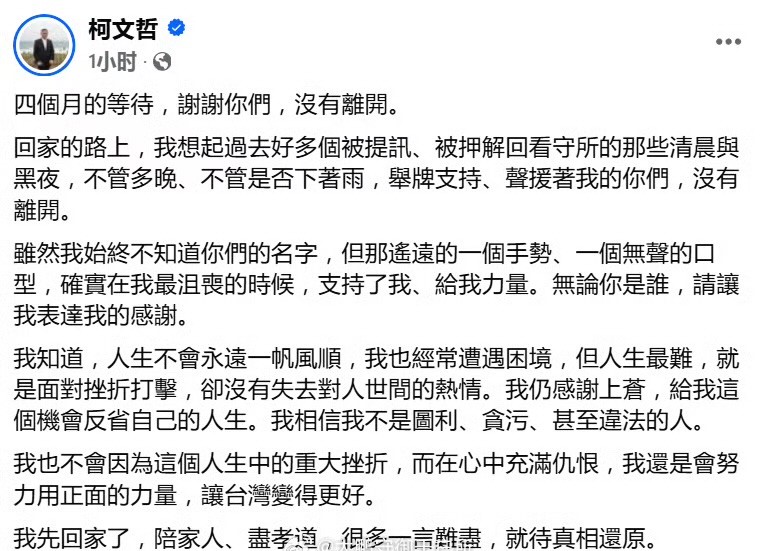 柯文哲
1小时
四個月的等待，謝謝你們，沒有離開。
回家的路上，我想起過去好多個被提訊、被押解回看守所的那些清晨與
黑夜，不管多晚、不管是否下著雨，舉牌支持、聲援著我的你們，沒有
離開。
雖然我始終不知道你們的名字，但那遙遠的一個手勢、一個無聲的口
型，確實在我最沮喪的時候，支持了我、給我力量。無論你是誰，請讓
我表達我的感謝。
我知道，人生不會永遠一帆風順，我也經常遭遇困境，但人生最難，就
是面對挫折打擊，卻沒有失去對人世間的熱情。我仍感謝上蒼，給我這
個機會反省自己的人生。我相信我不是圖利、貪污、甚至違法的人。
我也不會因為這個人生中的重大挫折，而在心中充滿仇恨，我還是會努
力用正面的力量，讓台灣變得更好。
我先回家了，陪家人、盡孝道，很多一言難盡，就待真相還原。